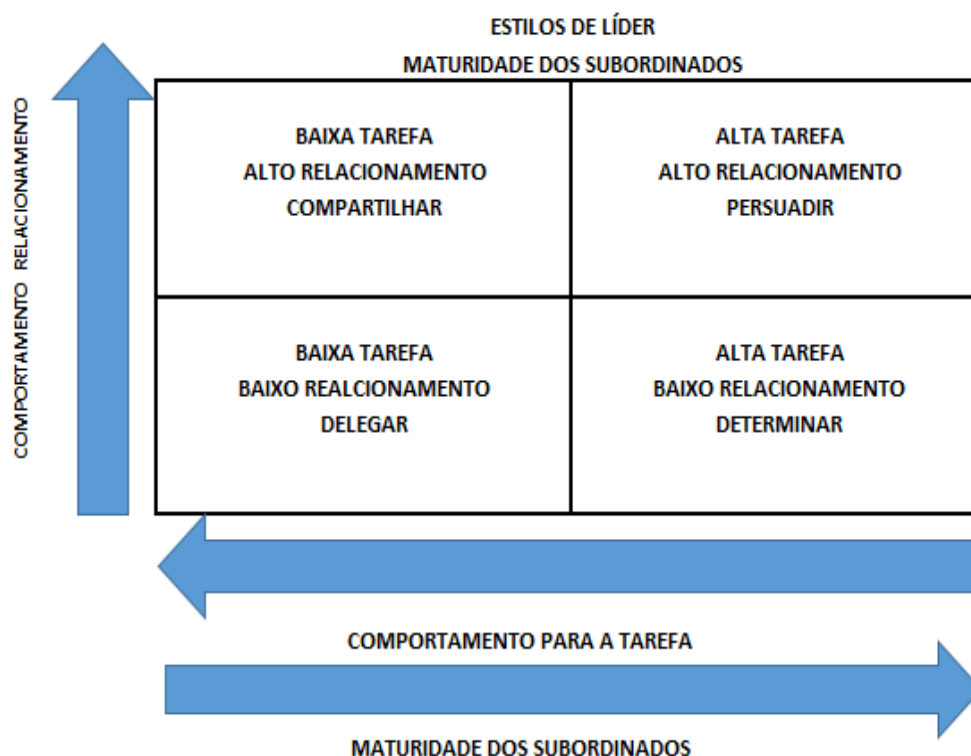 ESTILOS DE LÍDER
MATURIDADE DOS SUBORDINADOS
COMPORTAMENTO RELACIONAMENTO
BAIXA TAREFA
ALTO RELACIONAMENTO
COMPARTILHAR
ALTA TAREFA
ALTO RELACIONAMENTO
PERSUADIR
BAIXA TAREFA
BAIXO REALCIONAMENTO
DELEGAR
ALTA TAREFA
BAIXO RELACIONAMENTO
DETERMINAR
COMPORTAMENTO PARA A TAREFA
MATURIDADE DOS SUBORDINADOS